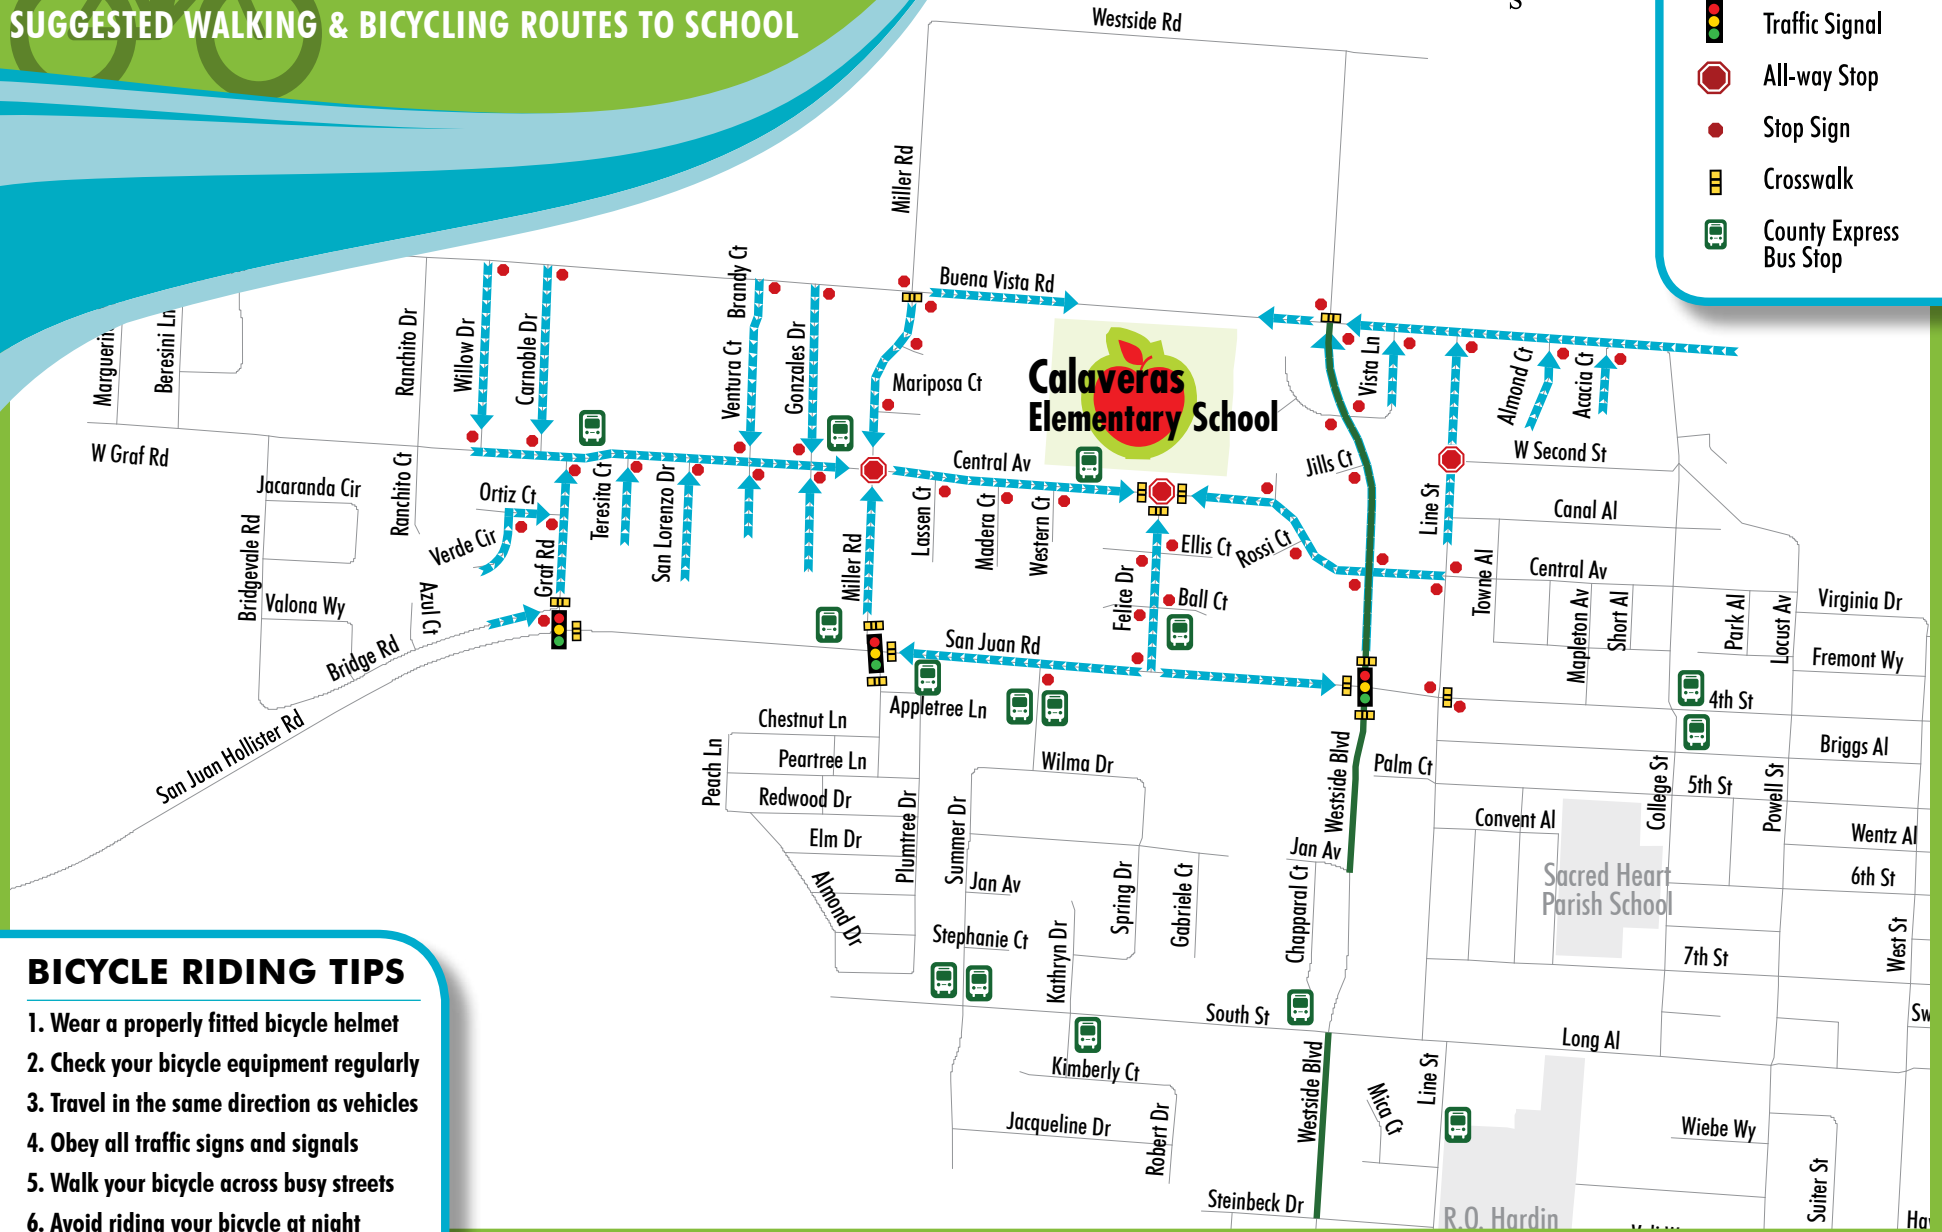 SUGGESTED WALKING & BICYCLING ROUTES TO SCHOOL
Westside Rd
S
Traffic Signal
All-way Stop
Stop Sign
Crosswalk
County Express
Bus Stop
Miller Rd
Buena Vista Rd
Brandy Ct
Marguerin
Beresini Ln
Ranchito Dr
Willow Dr
Carnoble Dr
Ventura Ct
Gonzales Dr
Mariposa Ct
Calaveras
Elementary School
Vista Ln
Almond Ct
Acacia Ct
W Graf Rd
Jacaranda Cir
Ranchito Ct
Ortiz Ct
Teresita Ct
San Lorenzo Dr
Central Av
Lassen Ct
Madera Ct
Western Ct
Jills Ct
W Second St
Line St
Canal Al
Bridgevale Rd
Verde Cir
Graf Rd
Miller Rd
Ellis Ct
Rossi Ct
Felice Dr
Ball Ct
Towne Al
Central Av
Mapleton Av
Short Al
Park Al
Locust Av
Virginia Dr
Valona Wy
Azul Ct
Bridge Rd
San Juan Rd
Fremont Wy
4th St
Appletree Ln
Chestnut Ln
Peartree Ln
Peach Ln
Redwood Dr
Elm Dr
Almond Dr
Plumtree Dr
Summer Dr
Wilma Dr
San Juan Hollister Rd
Westside Blvd
Palm Ct
Briggs Al
5th St
College St
Powell St
Convent Al
Wentz Al
Jan Av
Jan Av
Sacred Heart
Parish School
6th St
Spring Dr
Gabriele Ct
Chapparal Ct
Stephanie Ct
Kathryn Dr
7th St
West St
South St
Long Al
Sw
Kimberly Ct
Westside Blvd
Line St
Mica Ct
Jacqueline Dr
Robert Dr
Wiebe Wy
Suiter St
Steinbeck Dr
R.O. Hardin
Ha
BICYCLE RIDING TIPS
1. Wear a properly fitted bicycle helmet
2. Check your bicycle equipment regularly
3. Travel in the same direction as vehicles
4. Obey all traffic signs and signals
5. Walk your bicycle across busy streets
6. Avoid riding your bicycle at night